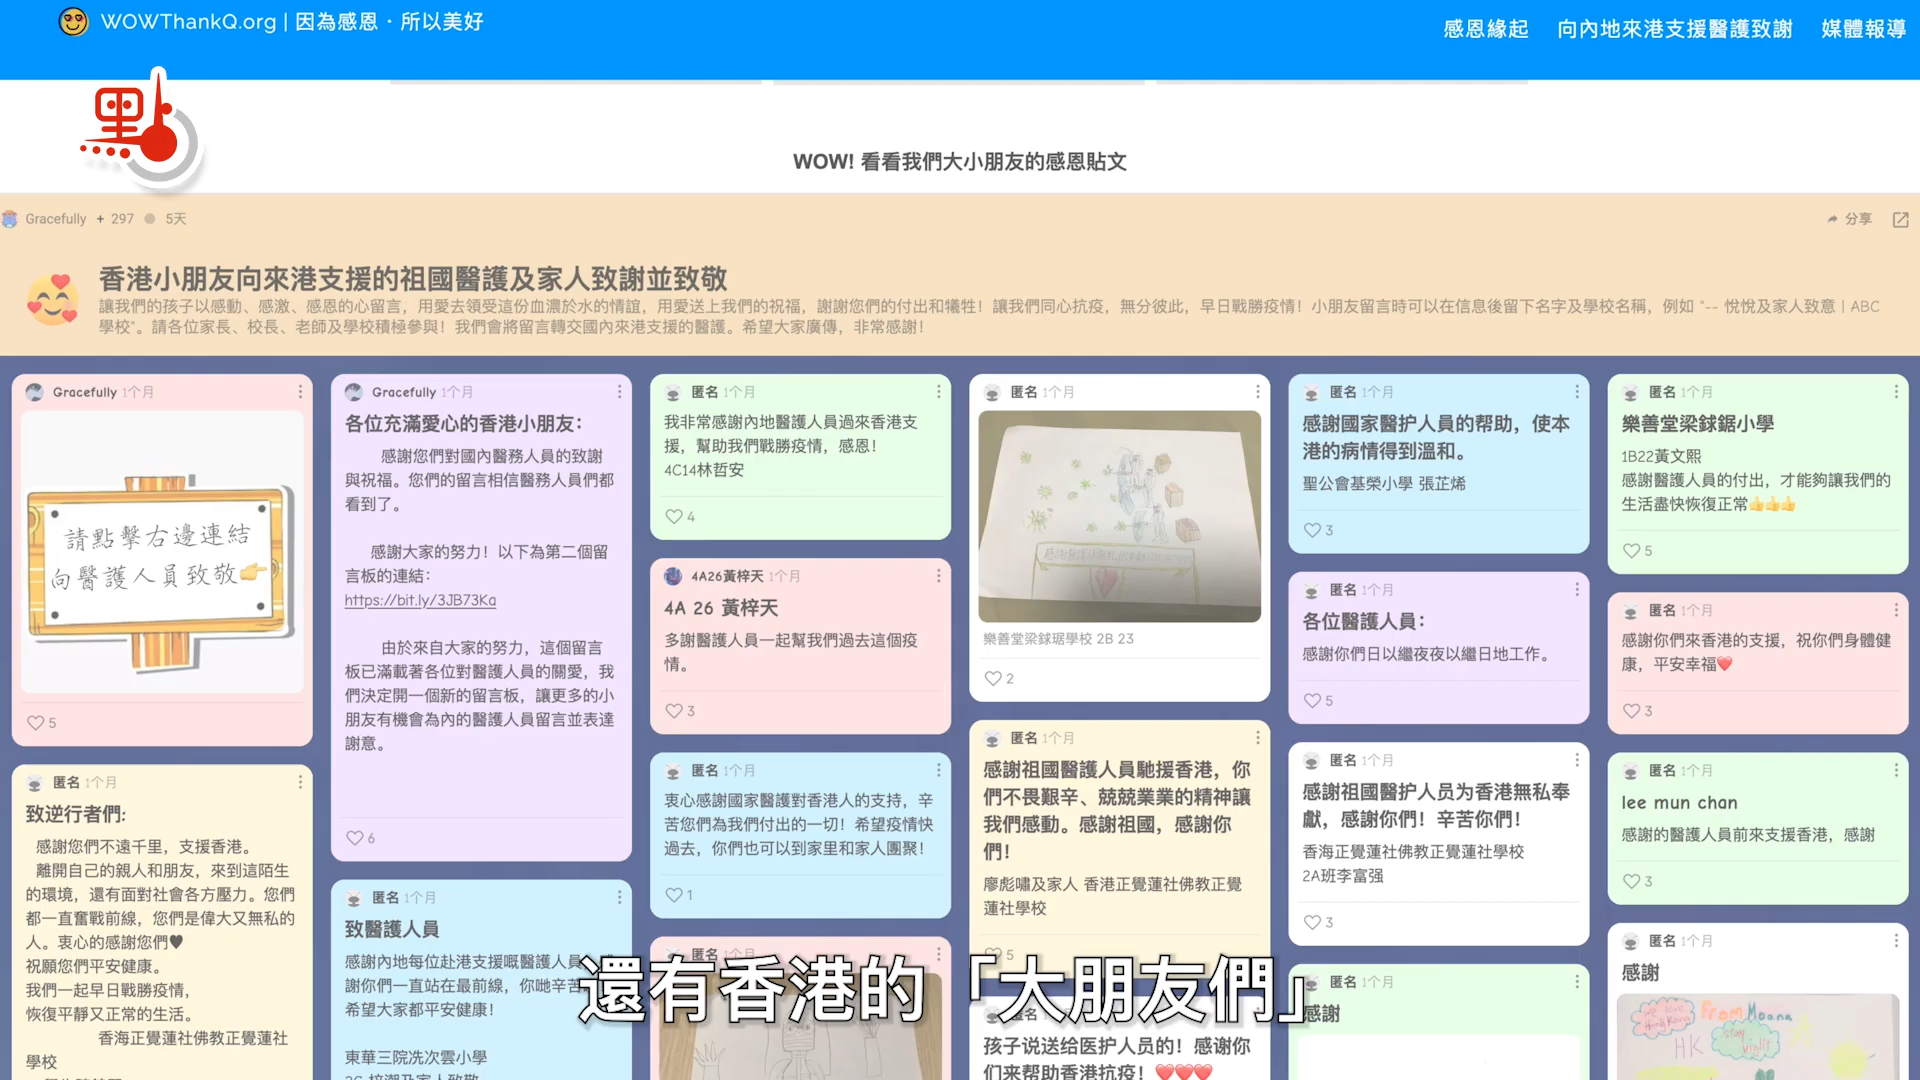 WOWThankQ.org | 因為感恩・所以美好
感恩緣起
向內地來港支援醫護致謝
媒體報導
點
WOW! 看看我們大小朋友的感恩貼文
Gracefully + 297 5天
分享
香港小朋友向來港支援的祖國醫護及家人致謝並致敬
讓我們的孩子以感動、感激、感恩的心留言，用愛去領受這份血濃於水的情誼，用愛送上我們的祝福，謝謝您們的付出和犧牲！讓我們同心抗疫，無分彼此，早日戰勝疫情！小朋友留言時可以在信息後留下名字及學校名稱，例如 "-- 悅悅及家人致意 | ABC
學校"。請各位家長、校長、老師及學校積極參與！我們會將留言轉交國內來港支援的醫護。希望大家廣傳，非常感謝！
Gracefully 1个月
請點擊右邊連結
向醫護人員致敬👉
5
匿名 1个月
致逆行者們:
感謝您們不遠千里，支援香港。
離開自己的親人和朋友，來到這陌生
的環境，還有面對社會各方壓力。您們
都一直奮戰前線，您們是偉大又無私的
人。衷心的感謝您們♥
祝願您們平安健康。
我們一起早日戰勝疫情，
恢復平靜又正常的生活。
香海正覺蓮社佛教正覺蓮社
學校
Gracefully 1个月
各位充滿愛心的香港小朋友：
感謝您們對國內醫務人員的致謝
與祝福。您們的留言相信醫務人員們都
看到了。
感謝大家的努力！以下為第二個留
言板的連結：
https://bit.ly/3JB73Ka
由於來自大家的努力，這個留言
板已滿載著各位對醫護人員的關愛，我
們決定開一個新的留言板，讓更多的小
朋友有機會為內的醫護人員留言並表達
謝意。
6
匿名 1个月
致醫護人員
感謝內地每位赴港支援嘅醫護人員
謝你們一直站在最前線，你哋辛苦
希望大家都平安健康！
東華三院冼次雲小學
匿名 1个月
我非常感謝內地醫護人員過來香港支
援，幫助我們戰勝疫情，感恩！
4C14林哲安
4
4A26黃梓天 1个月
4A 26 黃梓天
多謝醫護人員一起幫我們過去這個疫
情。
3
匿名 1个月
衷心感謝國家醫護對香港人的支持，辛
苦您們為我們付出的一切！希望疫情快
過去，你們也可以到家里和家人團聚！
1
匿名 1个月
匿名 1个月
樂善堂梁銶琚學校 2B 23
2
匿名 1个月
感謝祖國醫護人員馳援香港，你
們不畏艱辛、兢兢業業的精神讓
我們感動。感謝祖國，感謝你
們！
廖彪嘯及家人 香港正覺蓮社佛教正覺
蓮社學校
5
匿名
孩子说送给医护人员的！感谢你
们来帮助香港抗疫！❤️❤️❤️
匿名 1个月
感謝國家醫护人員的帮助，使本
港的病情得到溫和。
聖公會基榮小學 張芷烯
3
匿名 1个月
各位醫護人員：
感謝你們日以繼夜夜以繼日地工作。
5
匿名 1个月
感謝祖國醫护人员为香港無私奉
獻，感謝你們！辛苦你們！
香海正覺蓮社佛教正覺蓮社學校
2A班李富强
3
匿名 1个月
感謝
匿名 1个月
樂善堂梁銶鋸小學
1B22黃文熙
感謝醫護人員的付出，才能夠讓我們的
生活盡快恢復正常👍👍👍
5
匿名 1个月
感謝你們來香港的支援，祝你們身體健
康，平安幸福❤️
3
匿名 1个月
lee mun chan
感謝的醫護人員前來支援香港，感謝
3
匿名 1个月
感謝
we love
HongKong
From Moana
stay
HK
還有香港的「大朋友們」